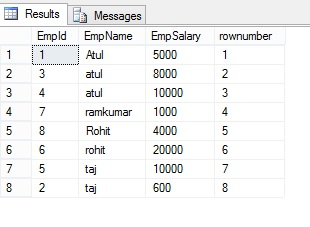 Results Messages
EmpId EmpName EmpSalary rownumber
1 1 Atul 5000 1
2 3 atul 8000 2
3 4 atul 10000 3
4 7 ramkumar 1000 4
5 8 Rohit 4000 5
6 6 rohit 20000 6
7 5 taj 10000 7
8 2 taj 600 8